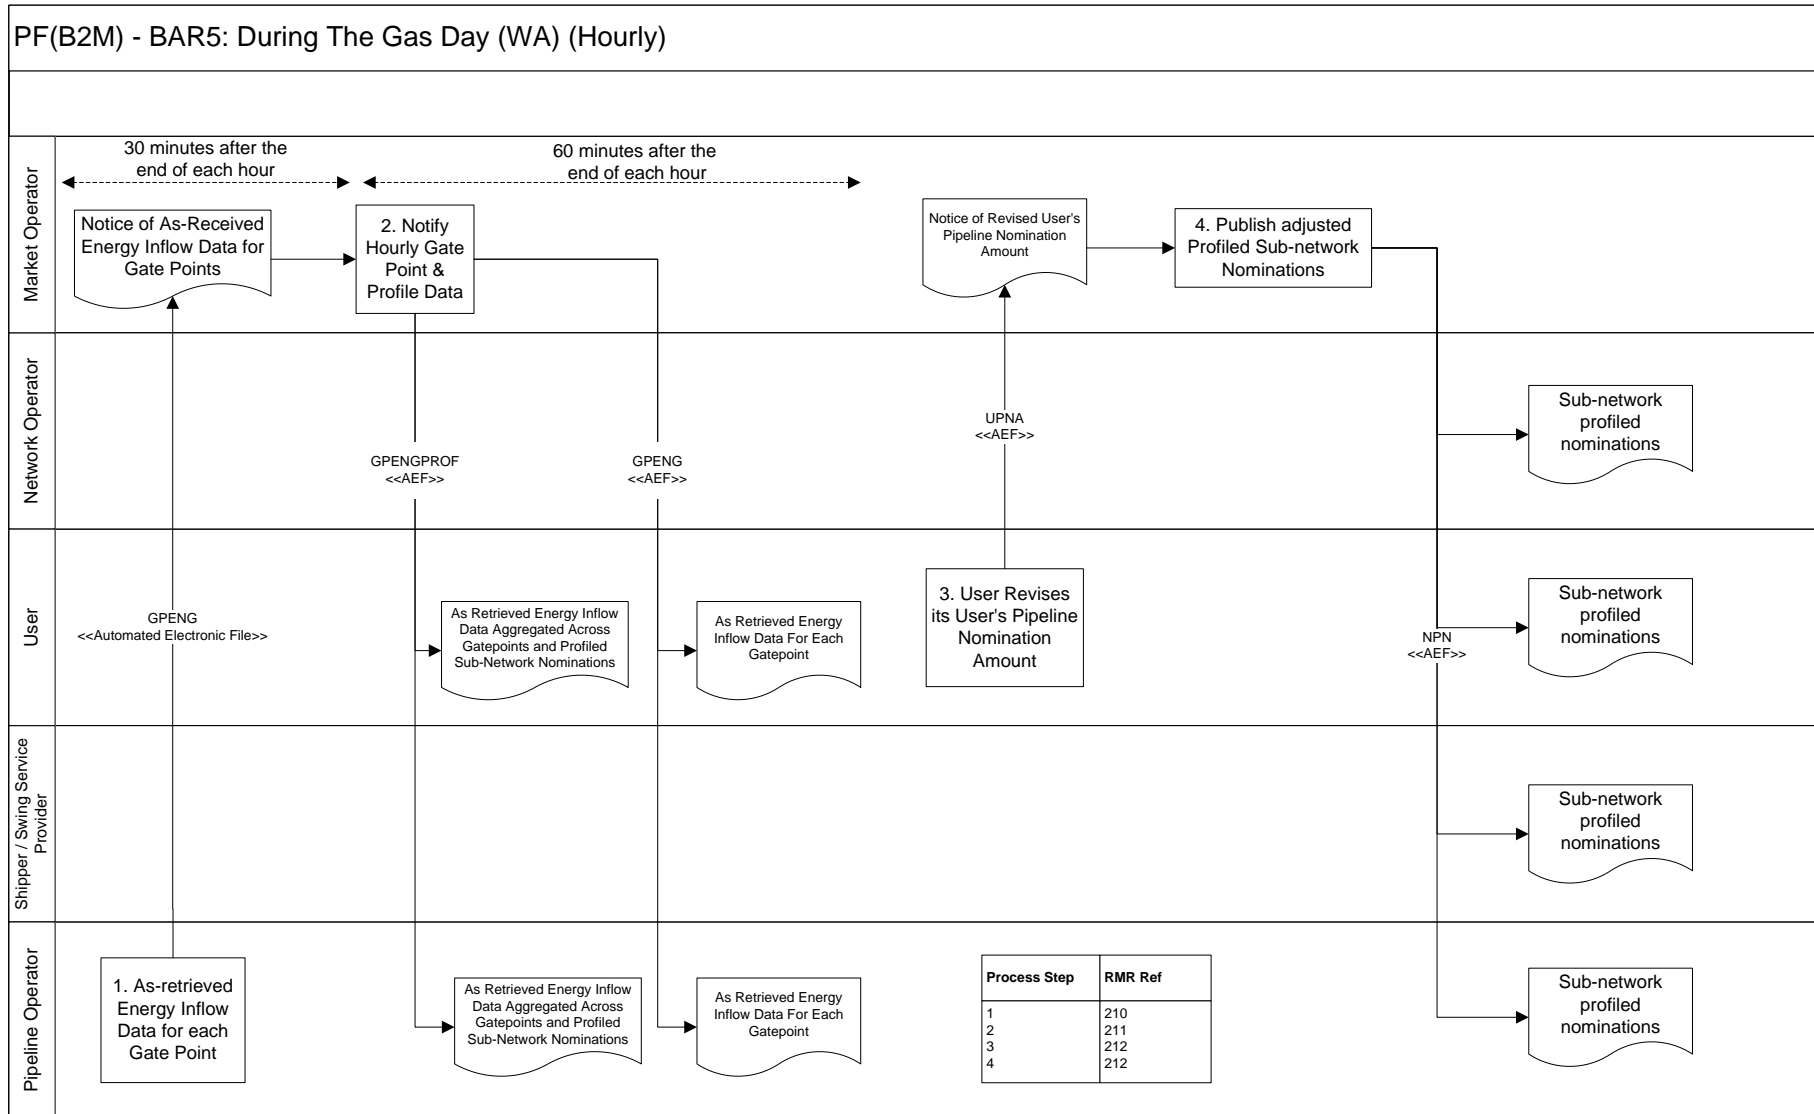 PF(B2M) - BAR5: During The Gas Day (WA) (Hourly)
Market Operator
30 minutes after the
end of each hour
60 minutes after the
end of each hour
Notice of As-Received
Energy Inflow Data for
Gate Points
2. Notify
Hourly Gate
Point &
Profile Data
Notice of Revised User's
Pipeline Nomination
Amount
4. Publish adjusted
Profiled Sub-network
Nominations
Network Operator
GPENGPROF
<<AEF>>
GPENG
<<AEF>>
UPNA
<<AEF>>
Sub-network
profiled
nominations
User
GPENG
<<Automated Electronic File>>
As Retrieved Energy Inflow
Data Aggregated Across
Gatepoints and Profiled
Sub-Network Nominations
As Retrieved Energy
Inflow Data For Each
Gatepoint
3. User Revises
its User's Pipeline
Nomination
Amount
NPN
<<AEF>>
Sub-network
profiled
nominations
Shipper / Swing Service
Provider
Sub-network
profiled
nominations
Pipeline Operator
1. As-retrieved
Energy Inflow
Data for each
Gate Point
As Retrieved Energy Inflow
Data Aggregated Across
Gatepoints and Profiled
Sub-Network Nominations
As Retrieved Energy
Inflow Data For Each
Gatepoint
Process Step RMR Ref
1 210
2 211
3 212
4 212
Sub-network
profiled
nominations